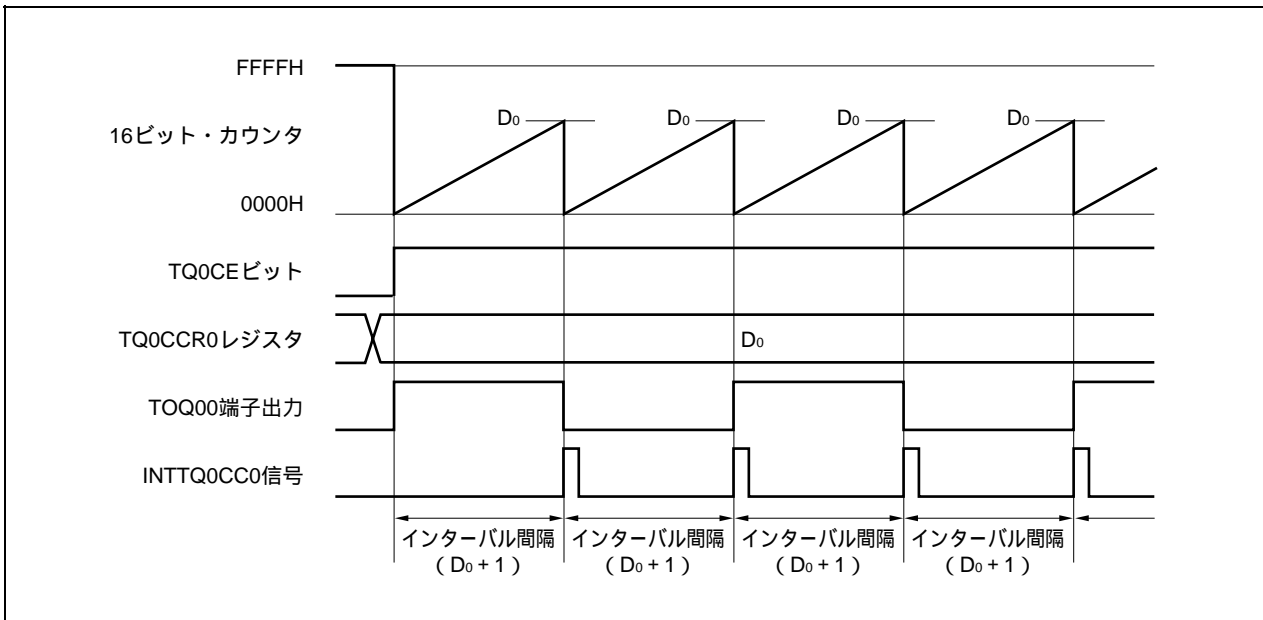 FFFFH
D0 D0 D0 D0
16ビット・カウンタ
0000H
TQ0CEビット
TQ0CCR0レジスタ D0
TOQ00端子出力
INTTQ0CC0信号
インターバル間隔 インターバル間隔 インターバル間隔 インターバル間隔
(D0+1) (D0+1) (D0+1) (D0+1)